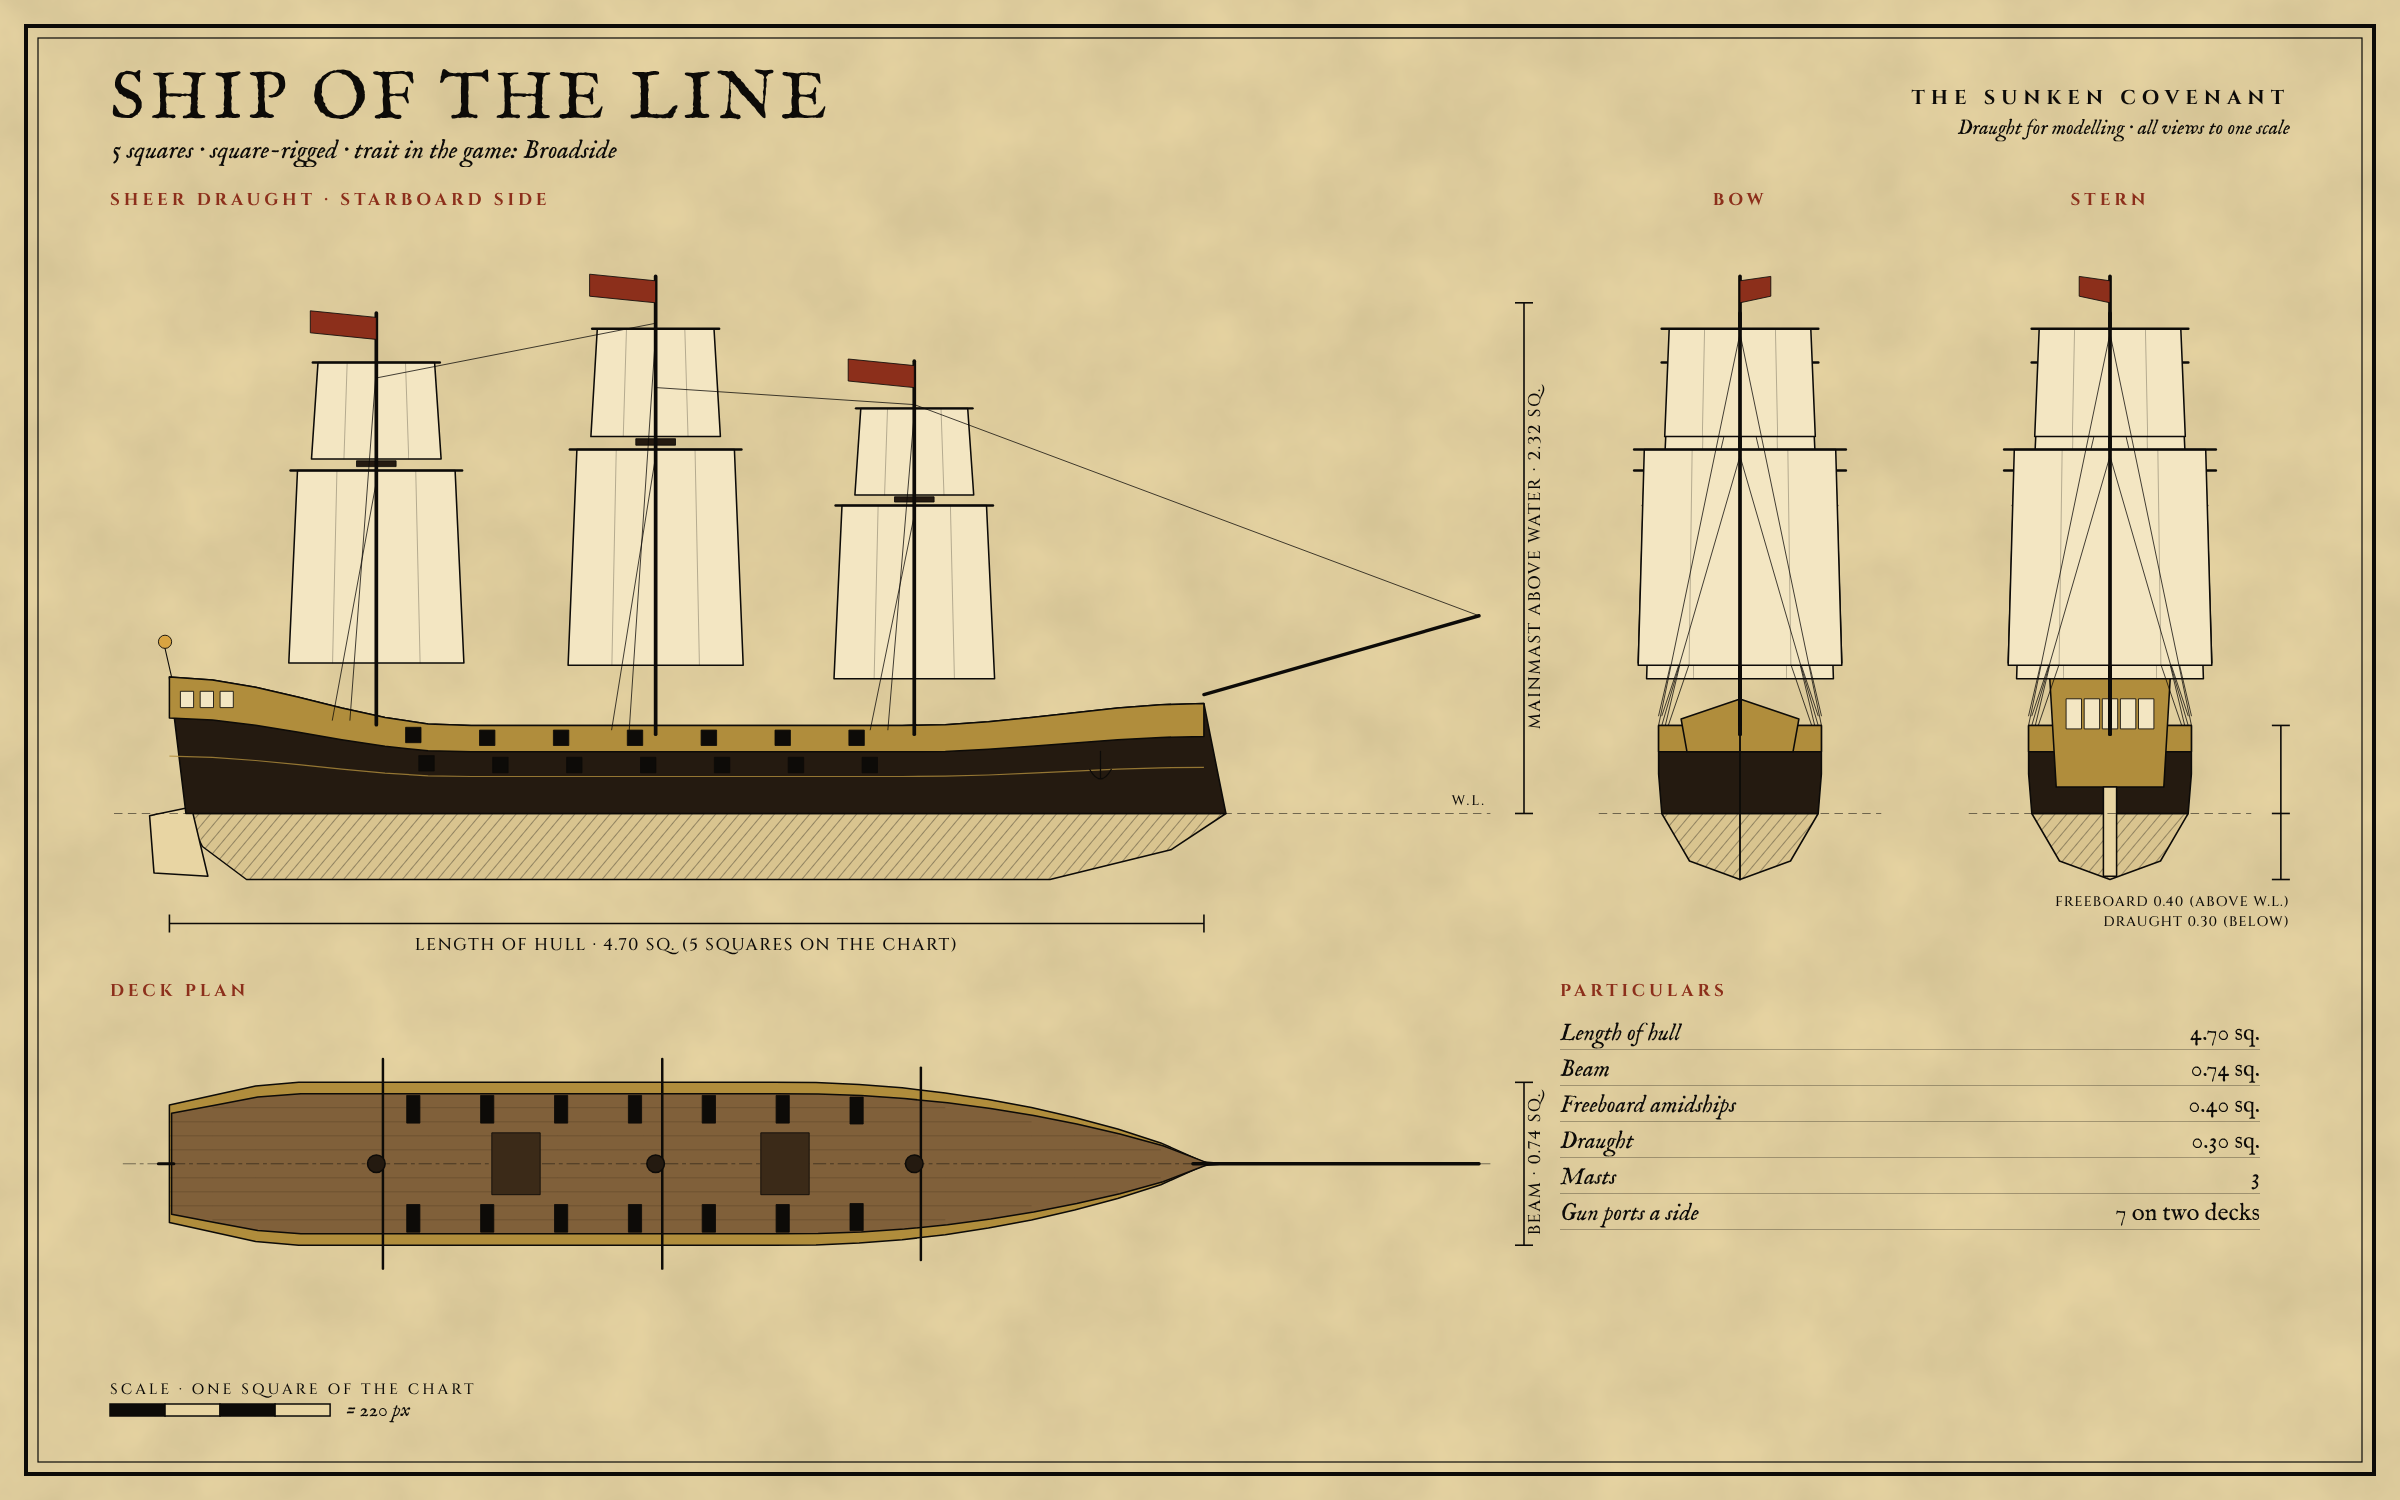 SHIP OF THE LINE
5 squares · square-rigged · trait in the game: Broadside
THE SUNKEN COVENANT
Draught for modelling · all views to one scale
SHEER DRAUGHT · STARBOARD SIDE
BOW
STERN
MAINMAST ABOVE WATER · 2.32 SQ.
W.L.
FREEBOARD 0.40 (ABOVE W.L.)
DRAUGHT 0.30 (BELOW)
LENGTH OF HULL · 4.70 SQ. (5 SQUARES ON THE CHART)
DECK PLAN
BEAM · 0.74 SQ.
PARTICULARS
Length of hull 4.70 sq.
Beam 0.74 sq.
Freeboard amidships 0.40 sq.
Draught 0.30 sq.
Masts 3
Gun ports a side 7 on two decks
SCALE · ONE SQUARE OF THE CHART
= 220 px